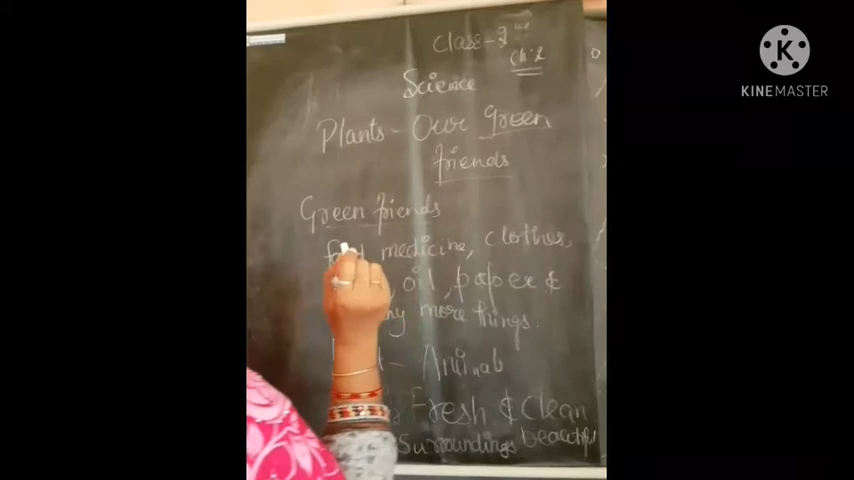 Class-2
Ch:2
Science
Plants - Our Green
friends
Green friends
medicine, clothes,
, oil, paper &
more things.
- Animals
Fresh & Clean
Surroundings beautiful
KINEMASTER